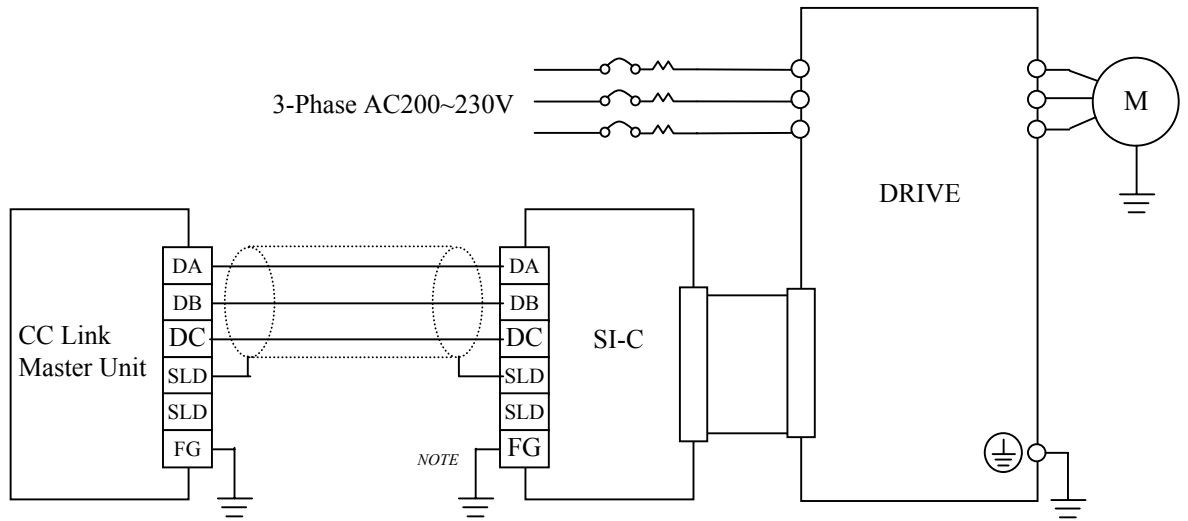 3-Phase AC200~230V
DRIVE
M
CC Link
Master Unit
DA
DB
DC
SLD
SLD
FG
NOTE
DA
DB
DC
SLD
SLD
FG
SI-C